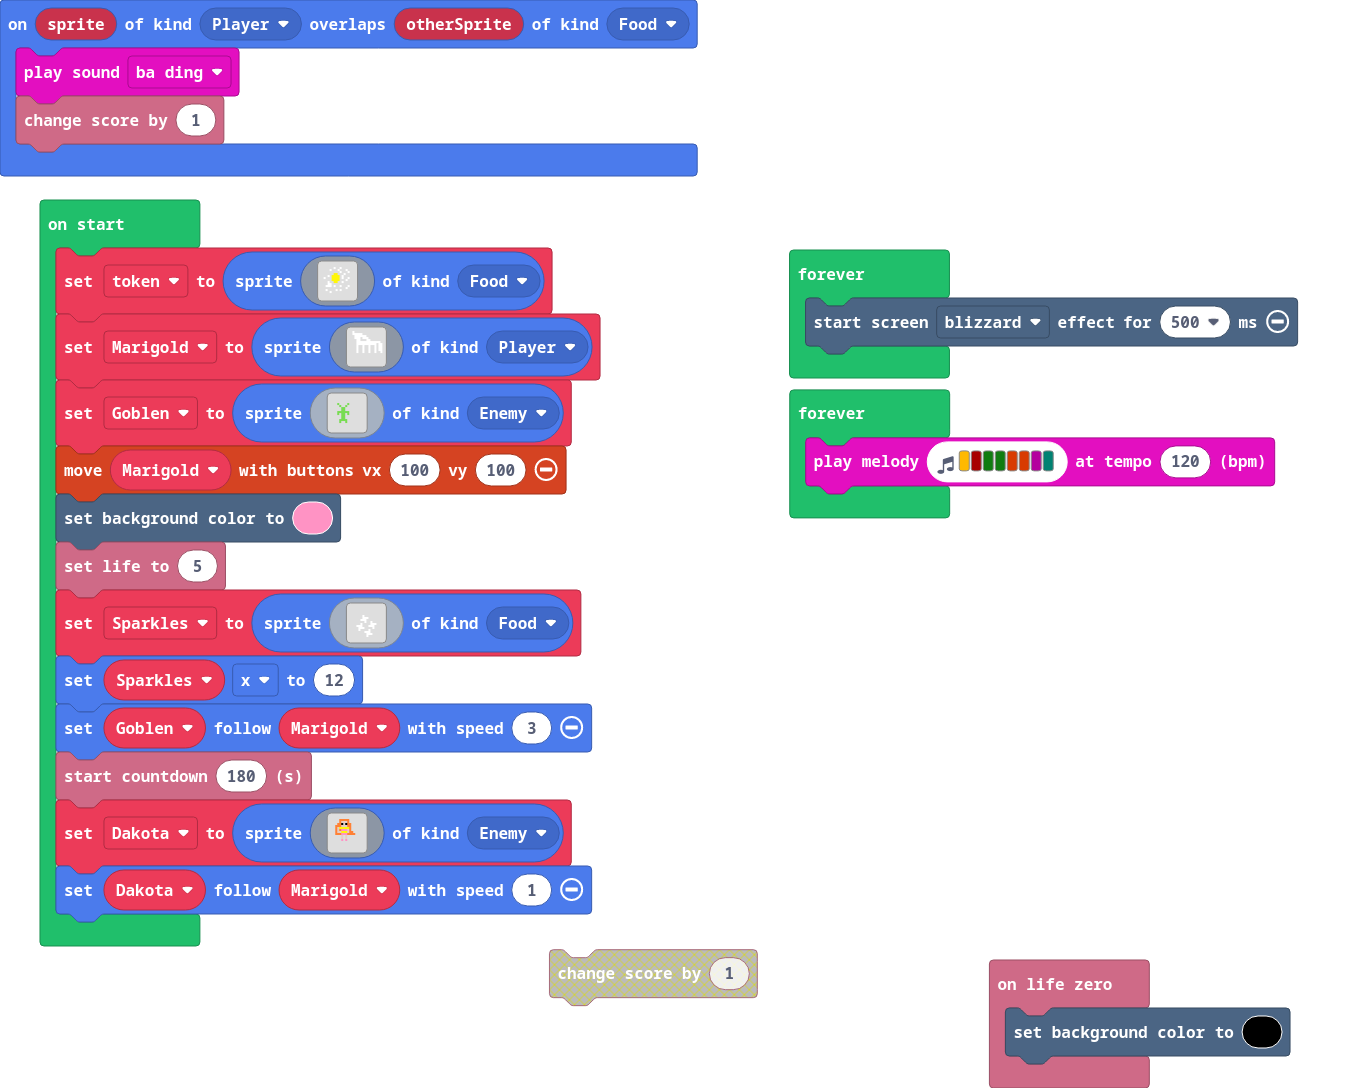 on sprite of kind Player overlaps otherSprite of kind Food
play sound ba ding
change score by 1
on start
set token to sprite of kind Food
set Marigold to sprite of kind Player
set Goblen to sprite of kind Enemy
move Marigold with buttons vx 100 vy 100
set background color to
set life to 5
set Sparkles to sprite of kind Food
set Sparkles x to 12
set Goblen follow Marigold with speed 3
start countdown 180 (s)
set Dakota to sprite of kind Enemy
set Dakota follow Marigold with speed 1
forever
start screen blizzard effect for 500 ms
forever
play melody at tempo 120 (bpm)
change score by 1
on life zero
set background color to